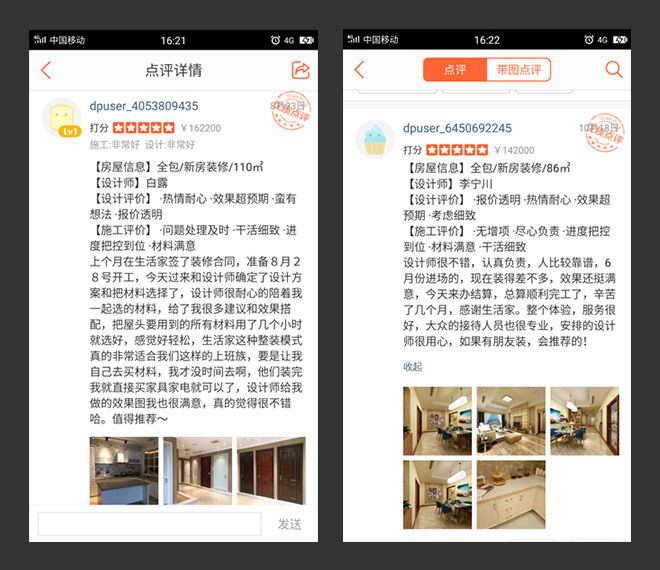 中国移动
16:21
4G
点评详情
dpuser_4053809435
8月23日
Lv1
打分
￥162200
施工:非常好 设计:非常好
【房屋信息】全包/新房装修/110㎡
【设计师】白露
【设计评价】 ·热情耐心 ·效果超预期 ·蛮有
想法 ·报价透明
【施工评价】 ·问题处理及时 ·干活细致 ·进
度把控到位 ·材料满意
上个月在生活家签了装修合同，准备８月２
８号开工，今天过来和设计师确定了设计方
案和把材料选择了，设计师很耐心的陪着我
一起选的材料，给了我很多建议和效果搭
配，把屋头要用到的所有材料用了几个小时
就选好，感觉好轻松，生活家这种整装模式
真的非常适合我们这样的上班族，要是让我
自己去买材料，我才没时间去啊，他们装完
我就直接买家具家电就可以了，设计师给我
做的效果图我也很满意，真的觉得很不错
哈。值得推荐～
发送
中国移动
16:22
4G
点评
带图点评
dpuser_6450692245
10月18日
打分
￥142000
【房屋信息】全包/新房装修/86㎡
【设计师】李宁川
【设计评价】 ·报价透明 ·热情耐心 ·效果超
预期 ·考虑细致
【施工评价】 ·无增项 ·尽心负责 ·进度把控
到位 ·材料满意 ·干活细致
设计师很不错，认真负责，人比较靠谱，6
月份进场的，现在装得差不多，效果还挺满
意，今天来办结算，总算顺利完工了，辛苦
了几个月，感谢生活家。整个体验，服务很
好，大众的接待人员也很专业，安排的设计
师很用心，如果有朋友装，会推荐的！
收起